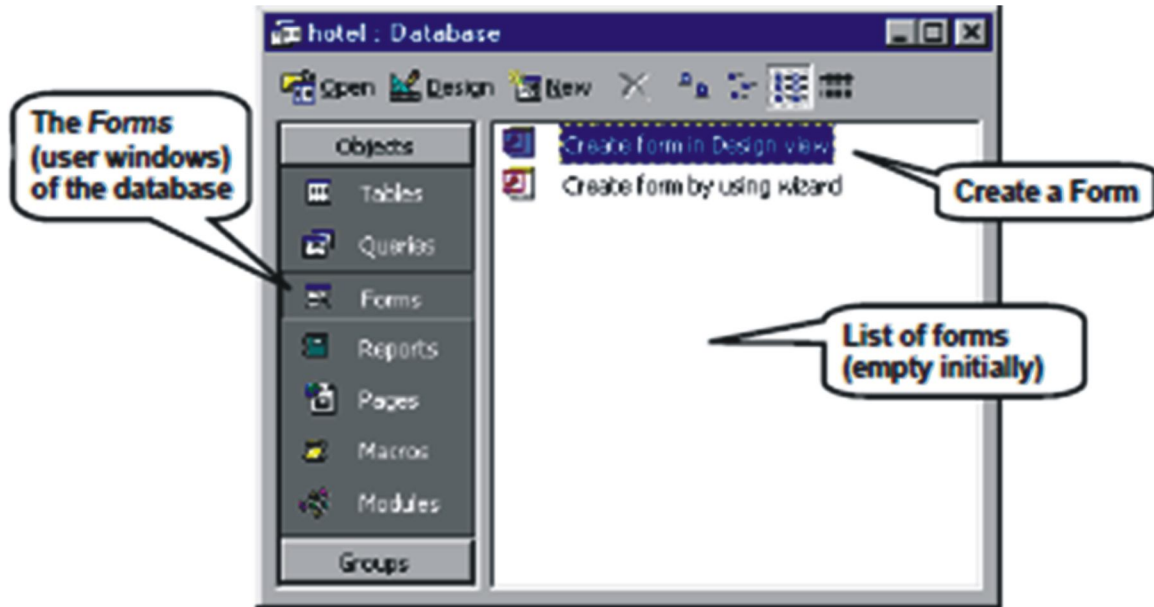 hotel : Database
Open Design New
The Forms
(user windows)
of the database
Objects
Tables
Queries
Forms
Reports
Pages
Macros
Modules
Groups
Create form in Design view
Create form by using wizard
Create a Form
List of forms
(empty initially)